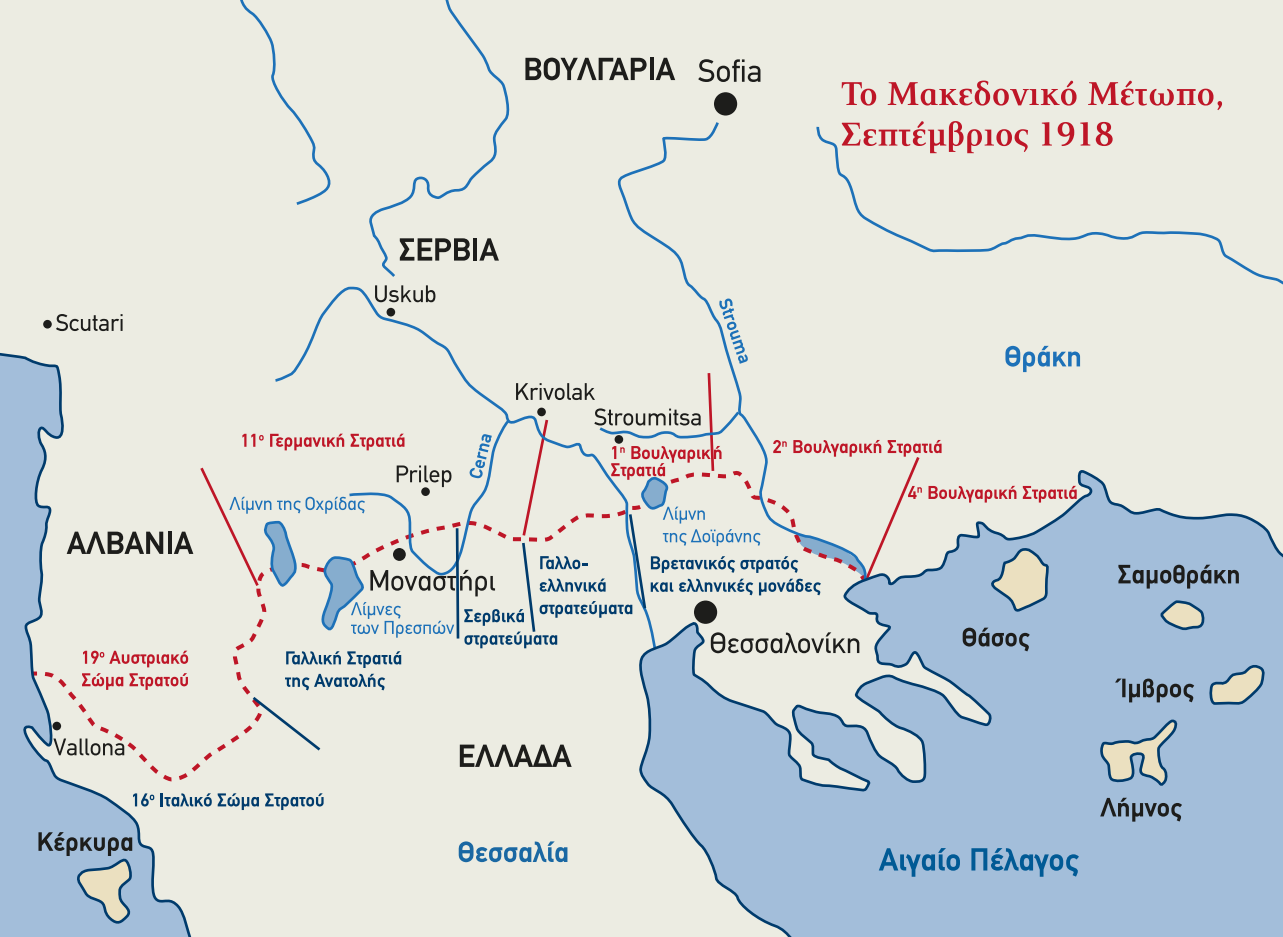 ΒΟΥΛΓΑΡΙΑ
Sofia
Το Μακεδονικό Μέτωπο,
Σεπτέμβριος 1918
ΣΕΡΒΙΑ
Uskub
Scutari
Strouma
Θράκη
Krivolak
Stroumitsa
11ο Γερμανική Στρατιά
Cerna
1η Βουλγαρική
Στρατιά
2η Βουλγαρική Στρατιά
Prilep
4η Βουλγαρική Στρατιά
Λίμνη της Οχρίδας
Λίμνη
της Δοϊράνης
ΑΛΒΑΝΙΑ
Μοναστήρι
Γαλλο-
ελληνικά
στρατεύματα
Βρετανικός στρατός
και ελληνικές μονάδες
Σαμοθράκη
Λίμνες
των Πρεσπών
Σερβικά
στρατεύματα
Θεσσαλονίκη
Θάσος
19ο Αυστριακό
Σώμα Στρατού
Γαλλική Στρατιά
της Ανατολής
Ίμβρος
Vallona
ΕΛΛΑΔΑ
16ο Ιταλικό Σώμα Στρατού
Λήμνος
Κέρκυρα
Θεσσαλία
Αιγαίο Πέλαγος